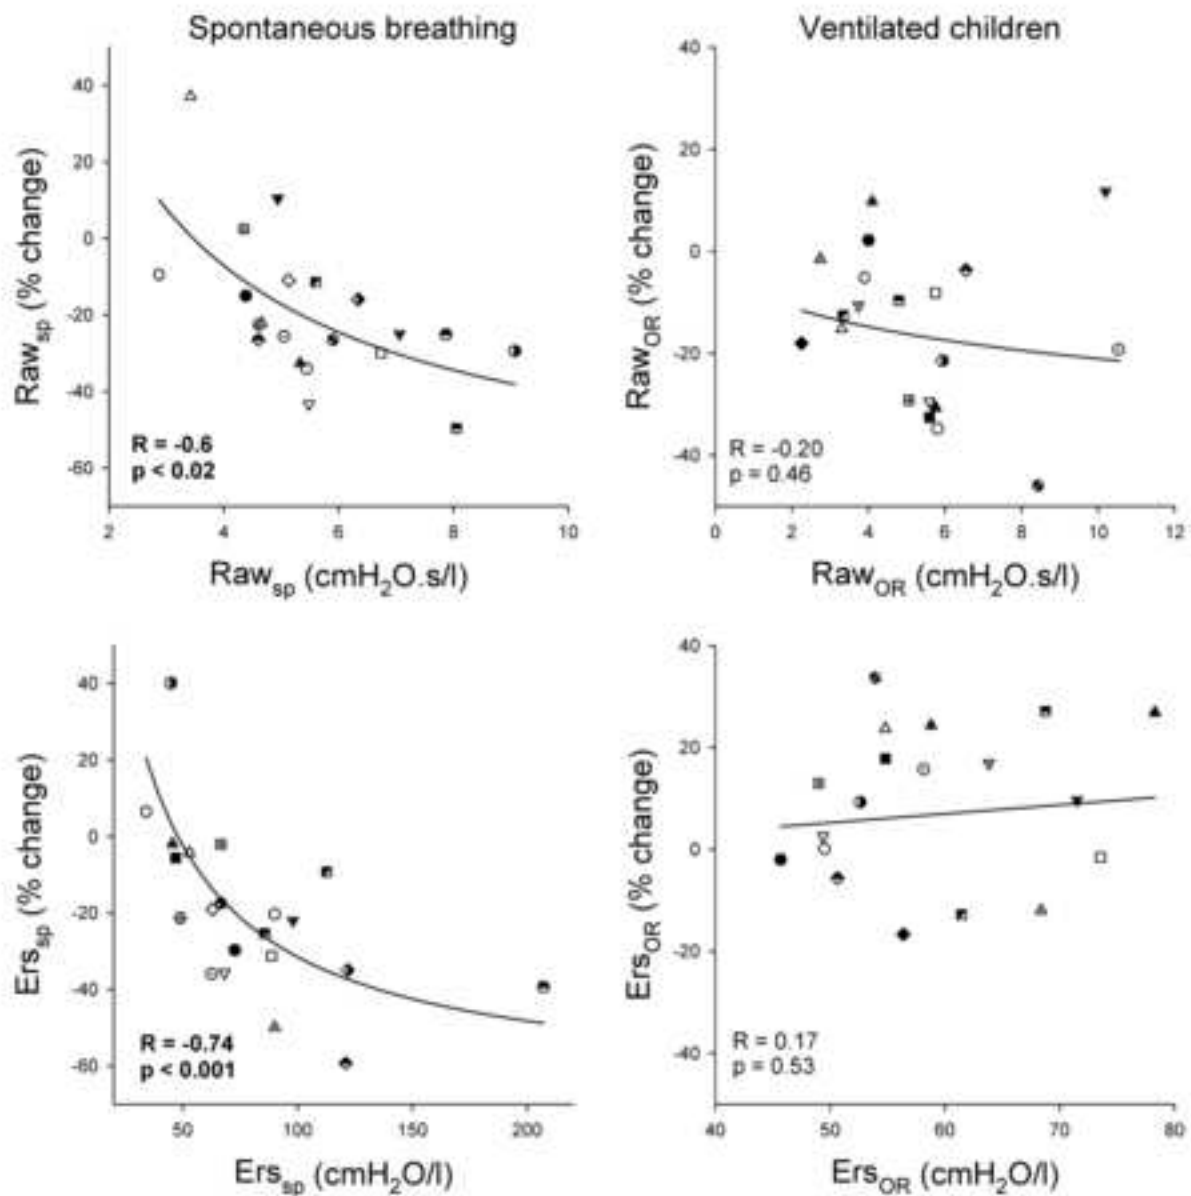 Spontaneous breathing
Ventilated children
Raw_sp (% change)
40
20
0
-20
-40
-60
R = -0.6
p < 0.02
2
4
6
8
10
Raw_sp (cmH₂O.s/l)
Raw_OR (% change)
40
20
0
-20
-40
R = -0.20
p = 0.46
0
2
4
6
8
10
12
Raw_OR (cmH₂O.s/l)
Ers_sp (% change)
40
20
0
-20
-40
-60
R = -0.74
p < 0.001
50
100
150
200
Ers_sp (cmH₂O/l)
Ers_OR (% change)
40
20
0
-20
-40
R = 0.17
p = 0.53
40
50
60
70
80
Ers_OR (cmH₂O/l)